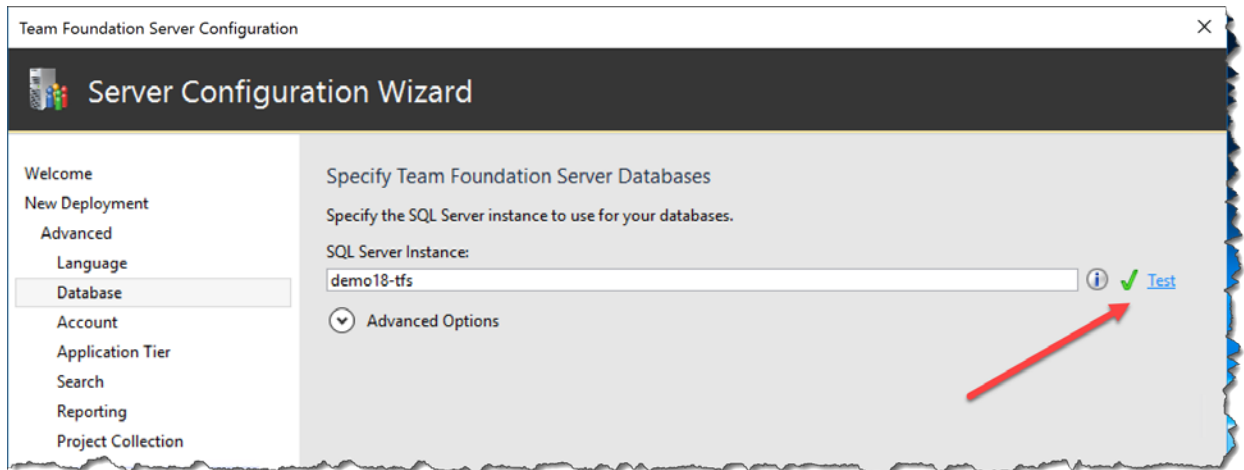 Team Foundation Server Configuration
Server Configuration Wizard
Welcome
New Deployment
Advanced
Language
Database
Account
Application Tier
Search
Reporting
Project Collection
Specify Team Foundation Server Databases
Specify the SQL Server instance to use for your databases.
SQL Server Instance:
demo18-tfs
Test
Advanced Options